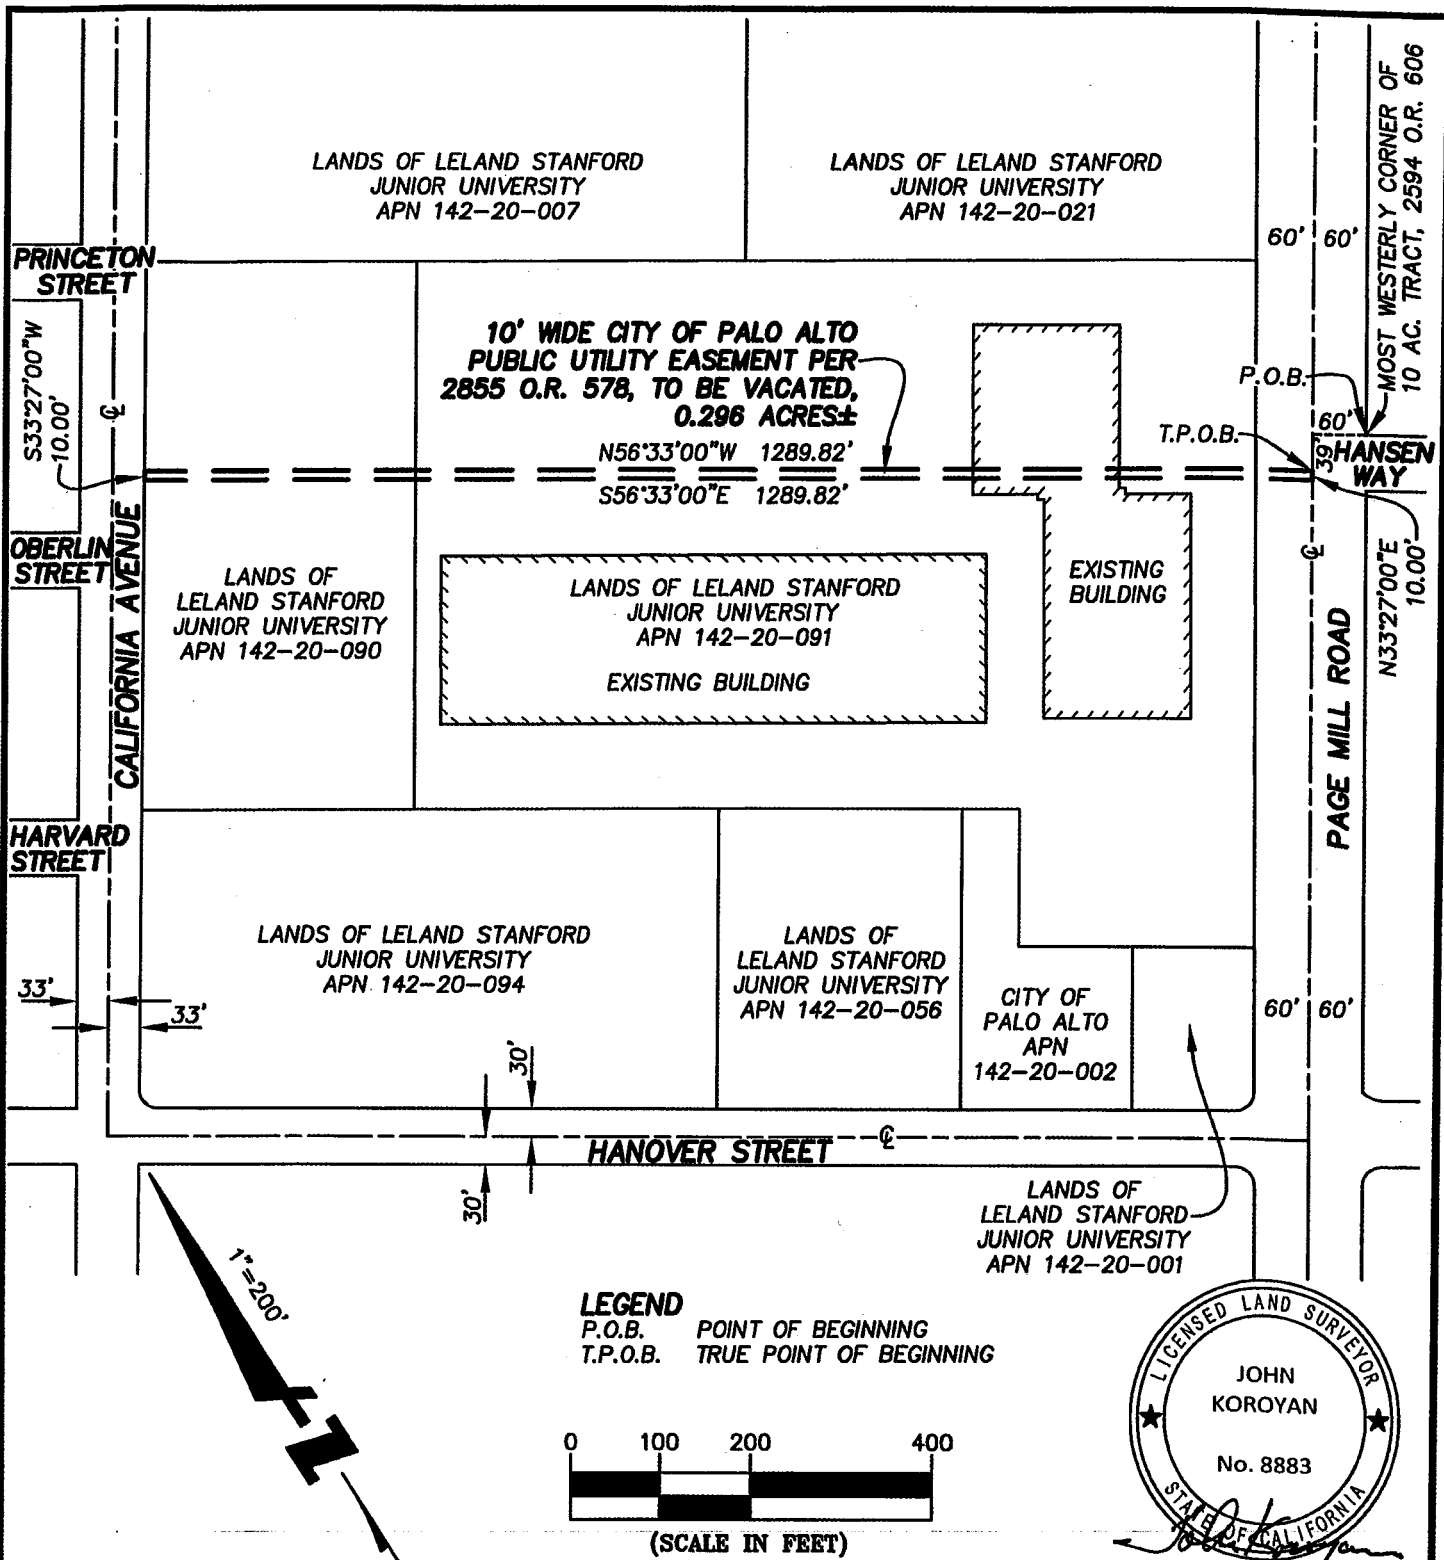 LANDS OF LELAND STANFORD
JUNIOR UNIVERSITY
APN 142-20-007
LANDS OF LELAND STANFORD
JUNIOR UNIVERSITY
APN 142-20-021
60' 60'
MOST WESTERLY CORNER OF
10 AC. TRACT, 2594 O.R. 606
PRINCETON
STREET
S33°27'00"W
10.00'
℄
10' WIDE CITY OF PALO ALTO
PUBLIC UTILITY EASEMENT PER
2855 O.R. 578, TO BE VACATED,
0.296 ACRES±
N56°33'00"W 1289.82'
S56°33'00"E 1289.82'
P.O.B.
T.P.O.B.
60'
39'
HANSEN
WAY
℄
N33°27'00"E
10.00'
OBERLIN
STREET
CALIFORNIA AVENUE
LANDS OF
LELAND STANFORD
JUNIOR UNIVERSITY
APN 142-20-090
LANDS OF LELAND STANFORD
JUNIOR UNIVERSITY
APN 142-20-091
EXISTING BUILDING
EXISTING
BUILDING
PAGE MILL ROAD
HARVARD
STREET
LANDS OF LELAND STANFORD
JUNIOR UNIVERSITY
APN 142-20-094
LANDS OF
LELAND STANFORD
JUNIOR UNIVERSITY
APN 142-20-056
CITY OF
PALO ALTO
APN
142-20-002
60' 60'
33'
33'
30'
HANOVER STREET
℄
30'
LANDS OF
LELAND STANFORD
JUNIOR UNIVERSITY
APN 142-20-001
1"=200'
N
LEGEND
P.O.B. POINT OF BEGINNING
T.P.O.B. TRUE POINT OF BEGINNING
0 100 200 400
(SCALE IN FEET)
LICENSED LAND SURVEYOR
JOHN
KOROYAN
No. 8883
STATE OF CALIFORNIA
John Koroyan